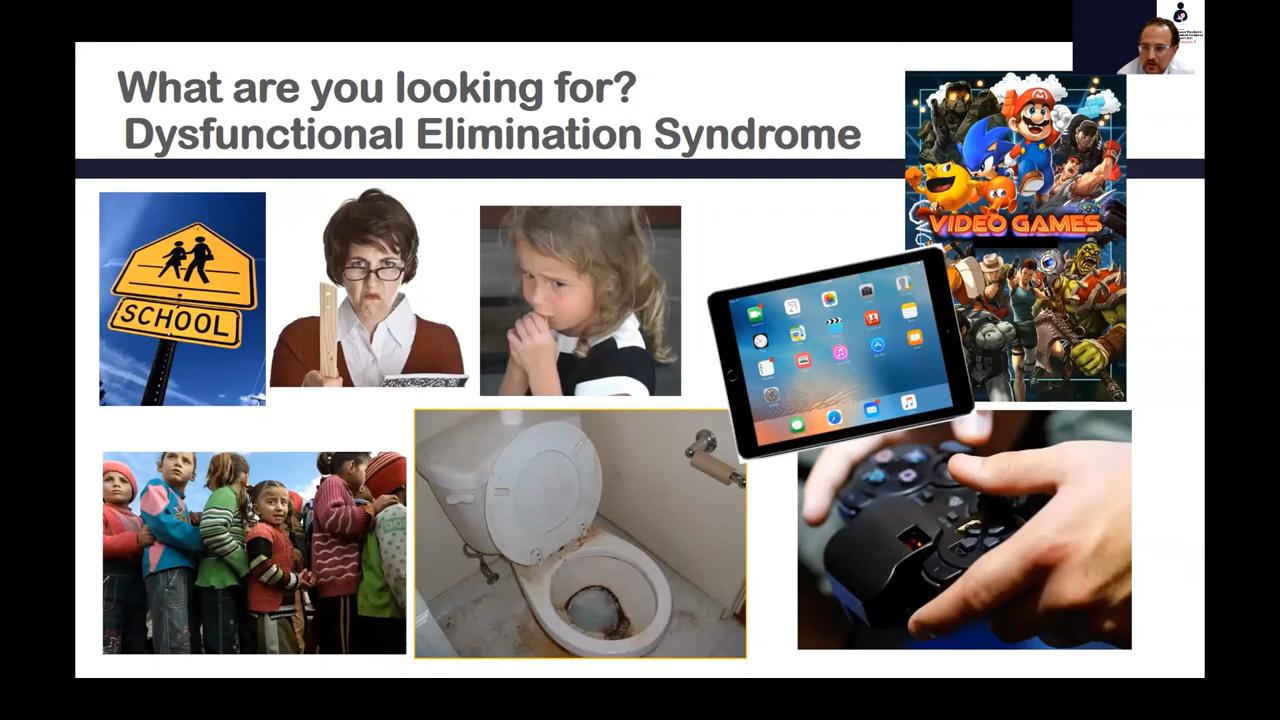 What are you looking for?
Dysfunctional Elimination Syndrome
VIDEO GAMES
SCHOOL